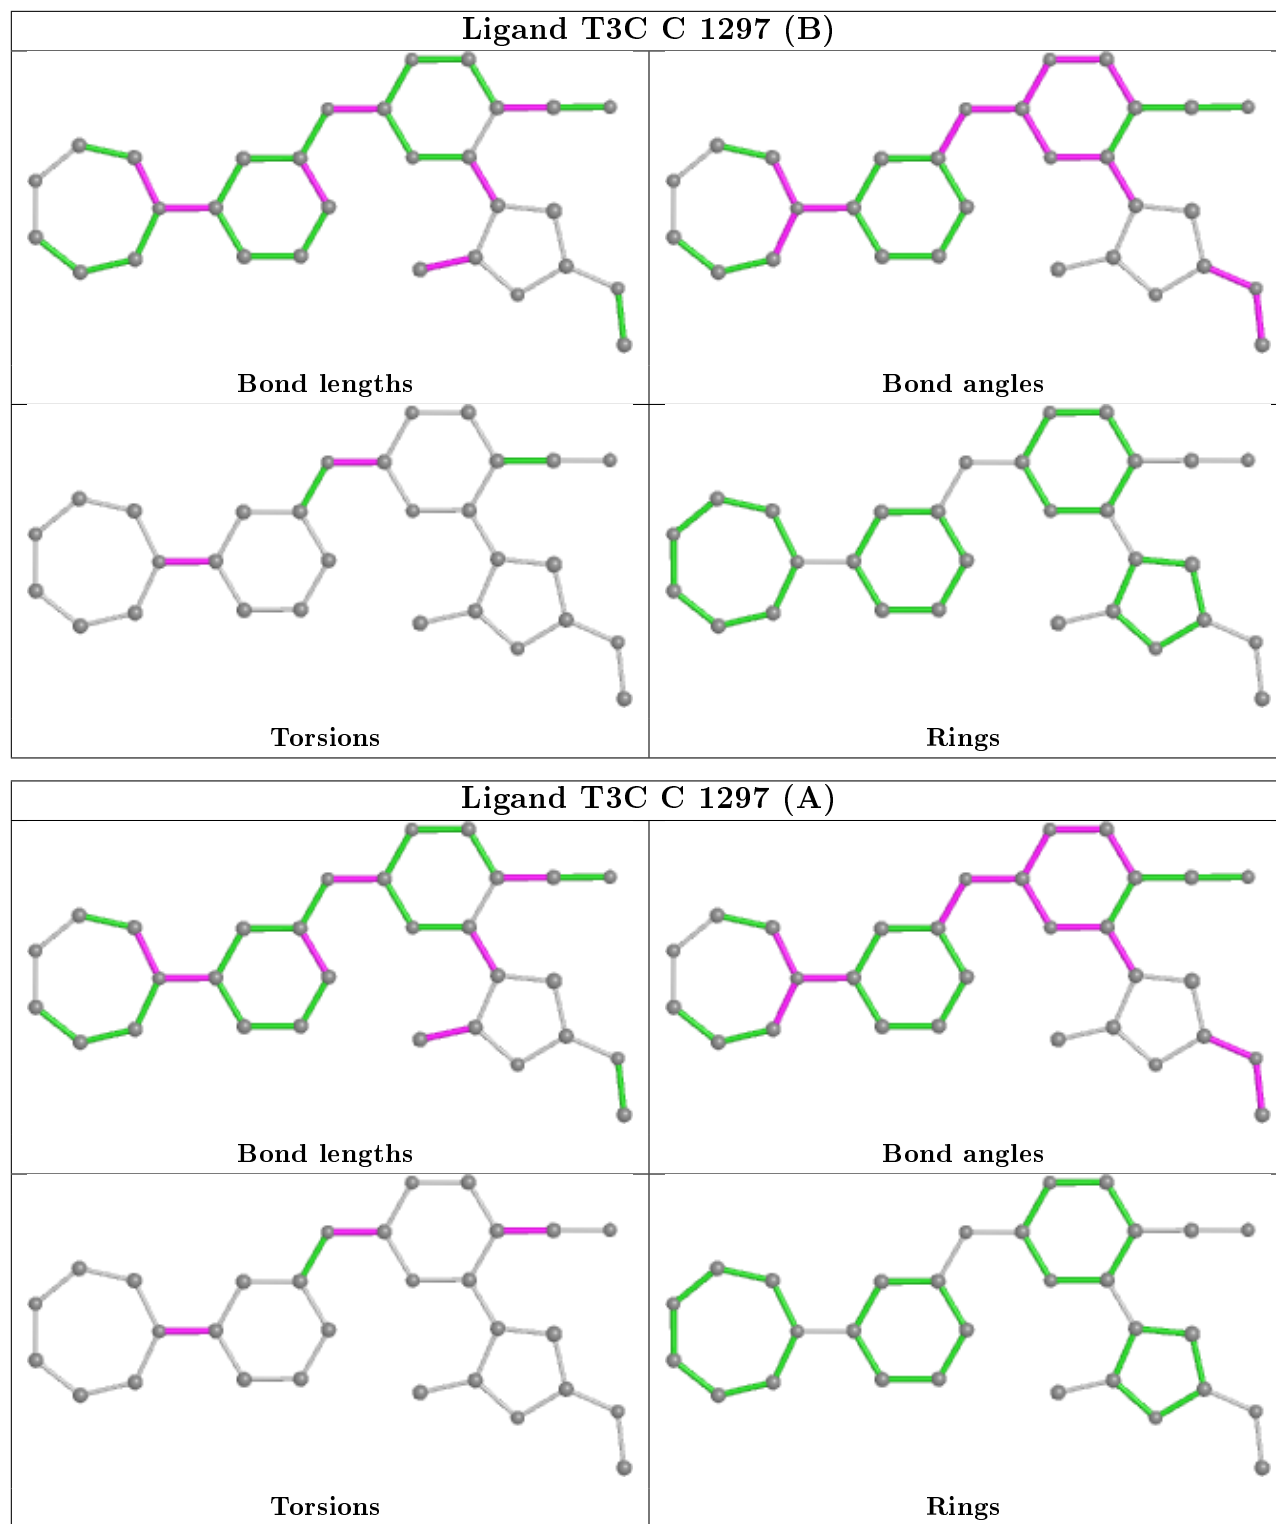 Ligand T3C C 1297 (B)
Bond lengths
Bond angles
Torsions
Rings
Ligand T3C C 1297 (A)
Bond lengths
Bond angles
Torsions
Rings